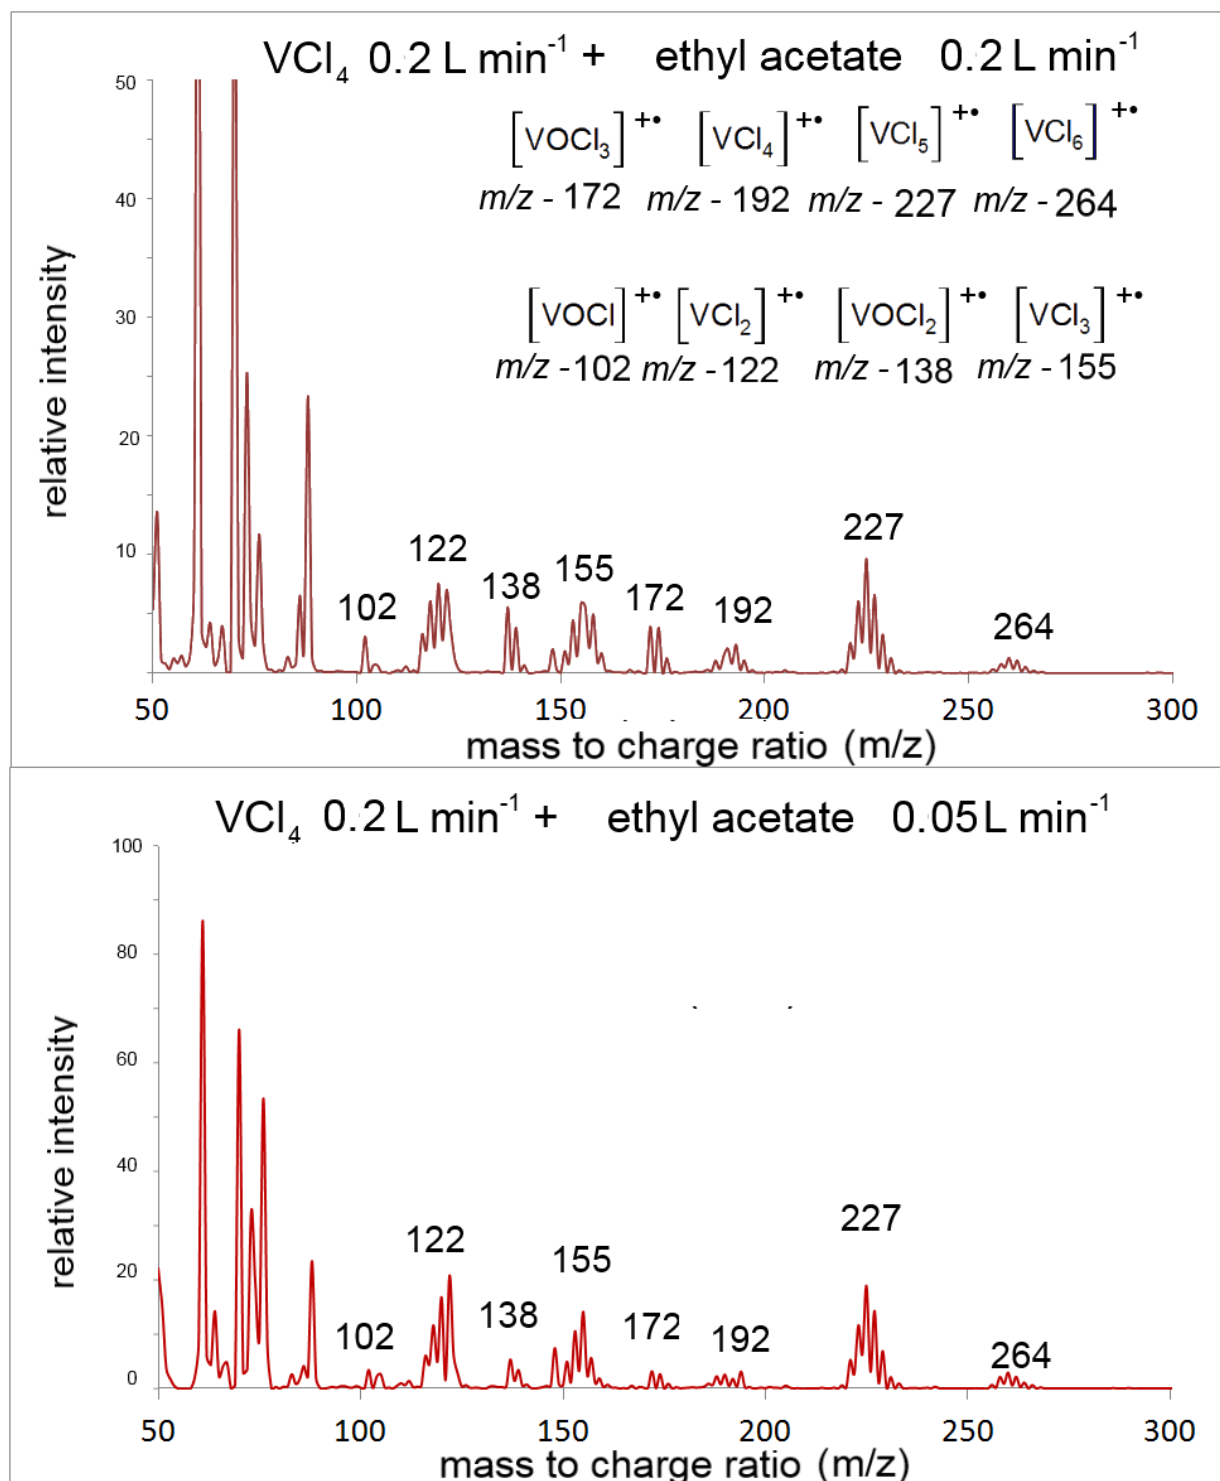 VCl₄ 0.2 L min⁻¹ + ethyl acetate 0.2 L min⁻¹
50
[VOCl₃]⁺• [VCl₄]⁺• [VCl₅]⁺• [VCl₆]⁺•
m/z - 172 m/z - 192 m/z - 227 m/z - 264
40
relative intensity
30
[VOCl]⁺• [VCl₂]⁺• [VOCl₂]⁺• [VCl₃]⁺•
m/z -102 m/z -122 m/z -138 m/z -155
20
10
102 122 138 155 172 192 227 264
50 100 150 200 250 300
mass to charge ratio (m/z)
VCl₄ 0.2 L min⁻¹ + ethyl acetate 0.05 L min⁻¹
100
80
60
relative intensity
40
20
0
102 122 138 155 172 192 227 264
50 100 150 200 250 300
mass to charge ratio (m/z)